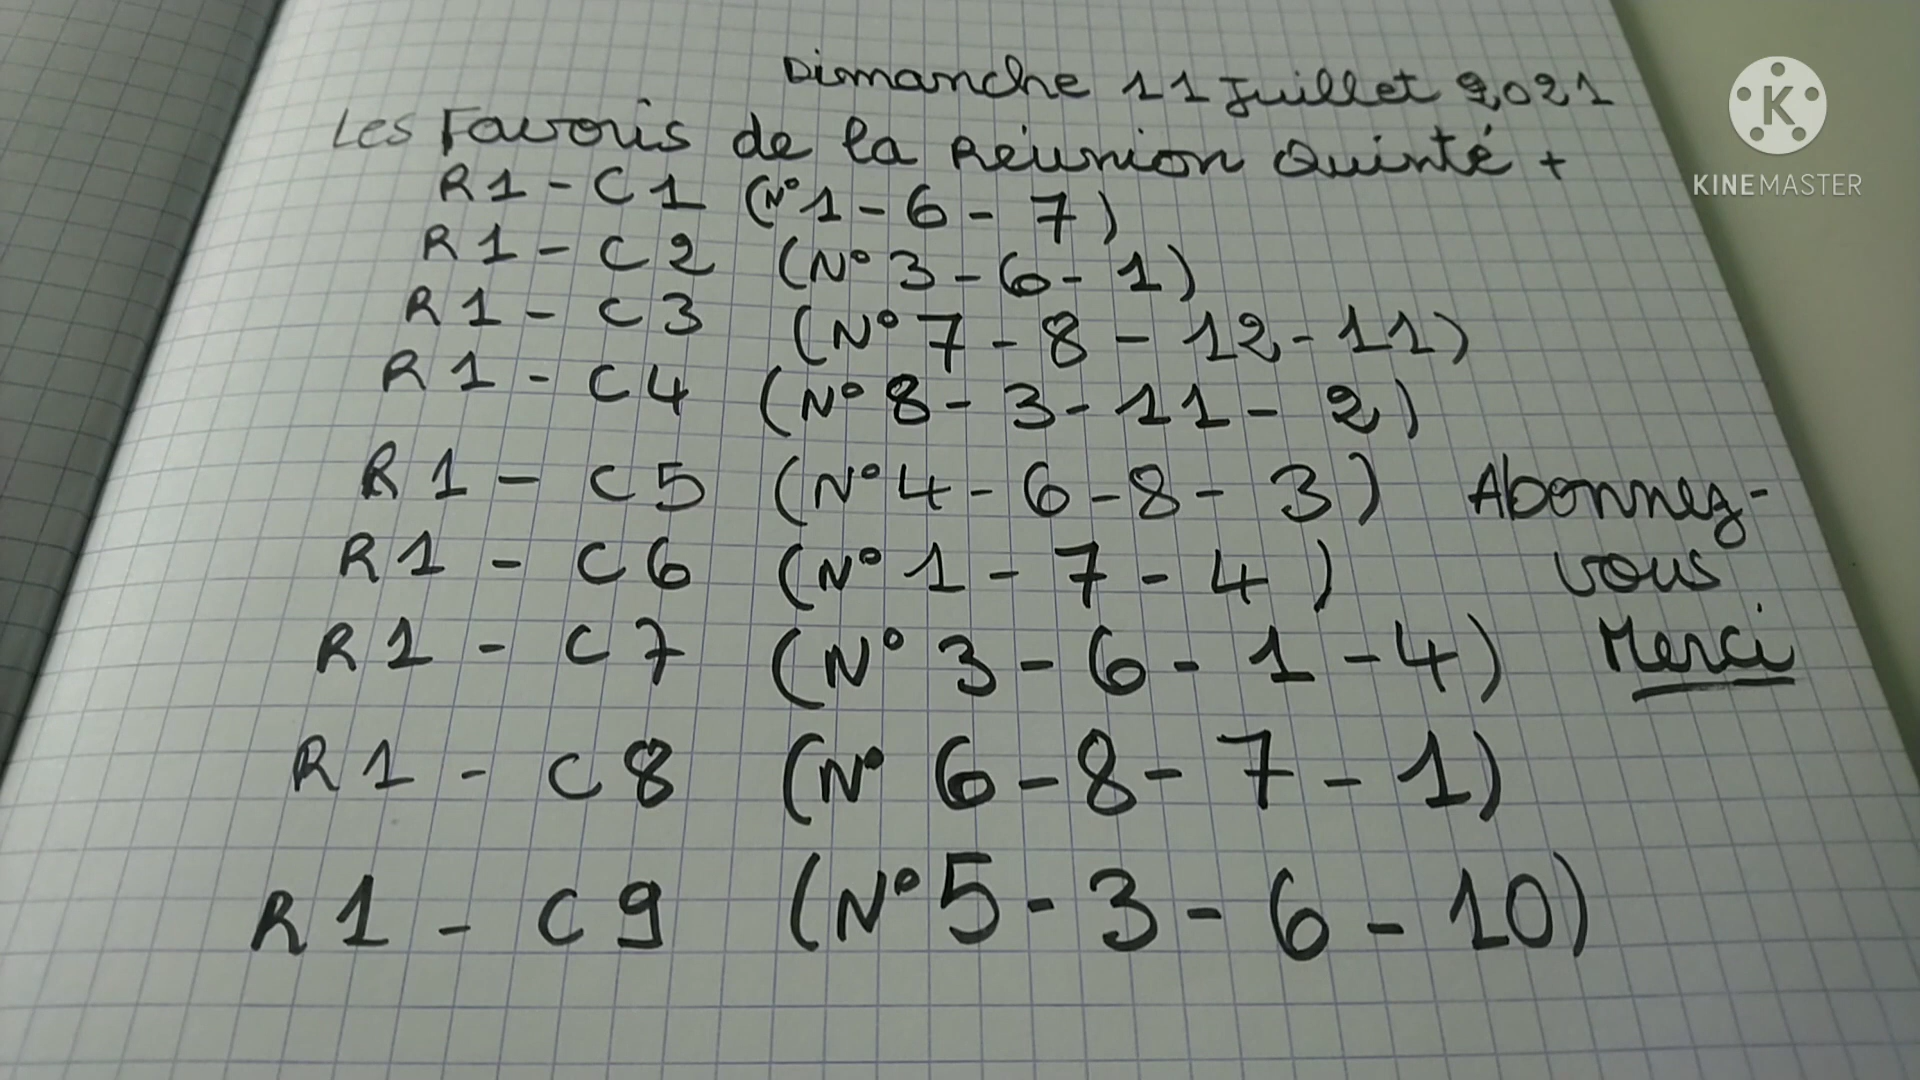 Dimanche 11 Juillet 2021
Les Favoris de la Réunion Quinté +
R1 - C1 (N° 1 - 6 - 7)
R1 - C2 (N° 3 - 6 - 1)
R1 - C3 (N° 7 - 8 - 12 - 11)
R1 - C4 (N° 8 - 3 - 11 - 2)
R1 - C5 (N° 4 - 6 - 8 - 3)
R1 - C6 (N° 1 - 7 - 4)
R1 - C7 (N° 3 - 6 - 1 - 4)
R1 - C8 (N° 6 - 8 - 7 - 1)
R1 - C9 (N° 5 - 3 - 6 - 10)
Abonnez-
vous
Merci
K
KINEMASTER